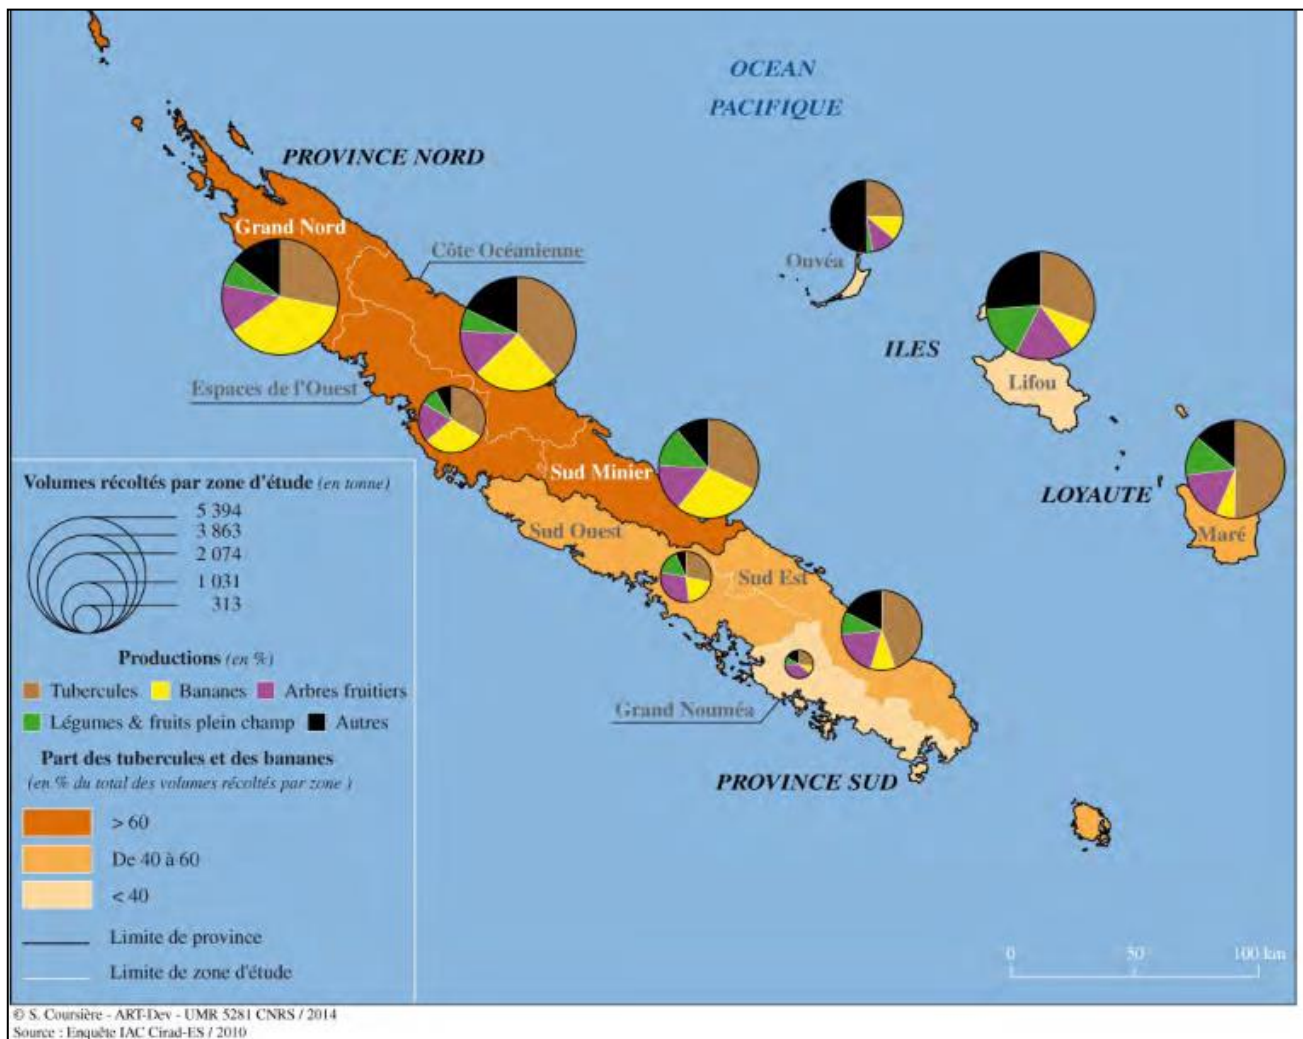 OCEAN
PACIFIQUE
PROVINCE NORD
Grand Nord
Côte Océanienne
Ouvéa
ILES
Espaces de l'Ouest
Lifou
Sud Minier
LOYAUTE
Maré
Sud Ouest
Sud Est
Grand Nouméa
PROVINCE SUD
Volumes récoltés par zone d'étude (en tonne)
5 394
3 863
2 074
1 031
313
Productions (en %)
Tubercules Bananes Arbres fruitiers
Légumes & fruits plein champ Autres
Part des tubercules et des bananes
(en % du total des volumes récoltés par zone )
> 60
De 40 à 60
< 40
Limite de province
Limite de zone d'étude
0 50 100 km
© S. Coursière - ART-Dev - UMR 5281 CNRS / 2014
Source : Enquête IAC Cirad-ES / 2010